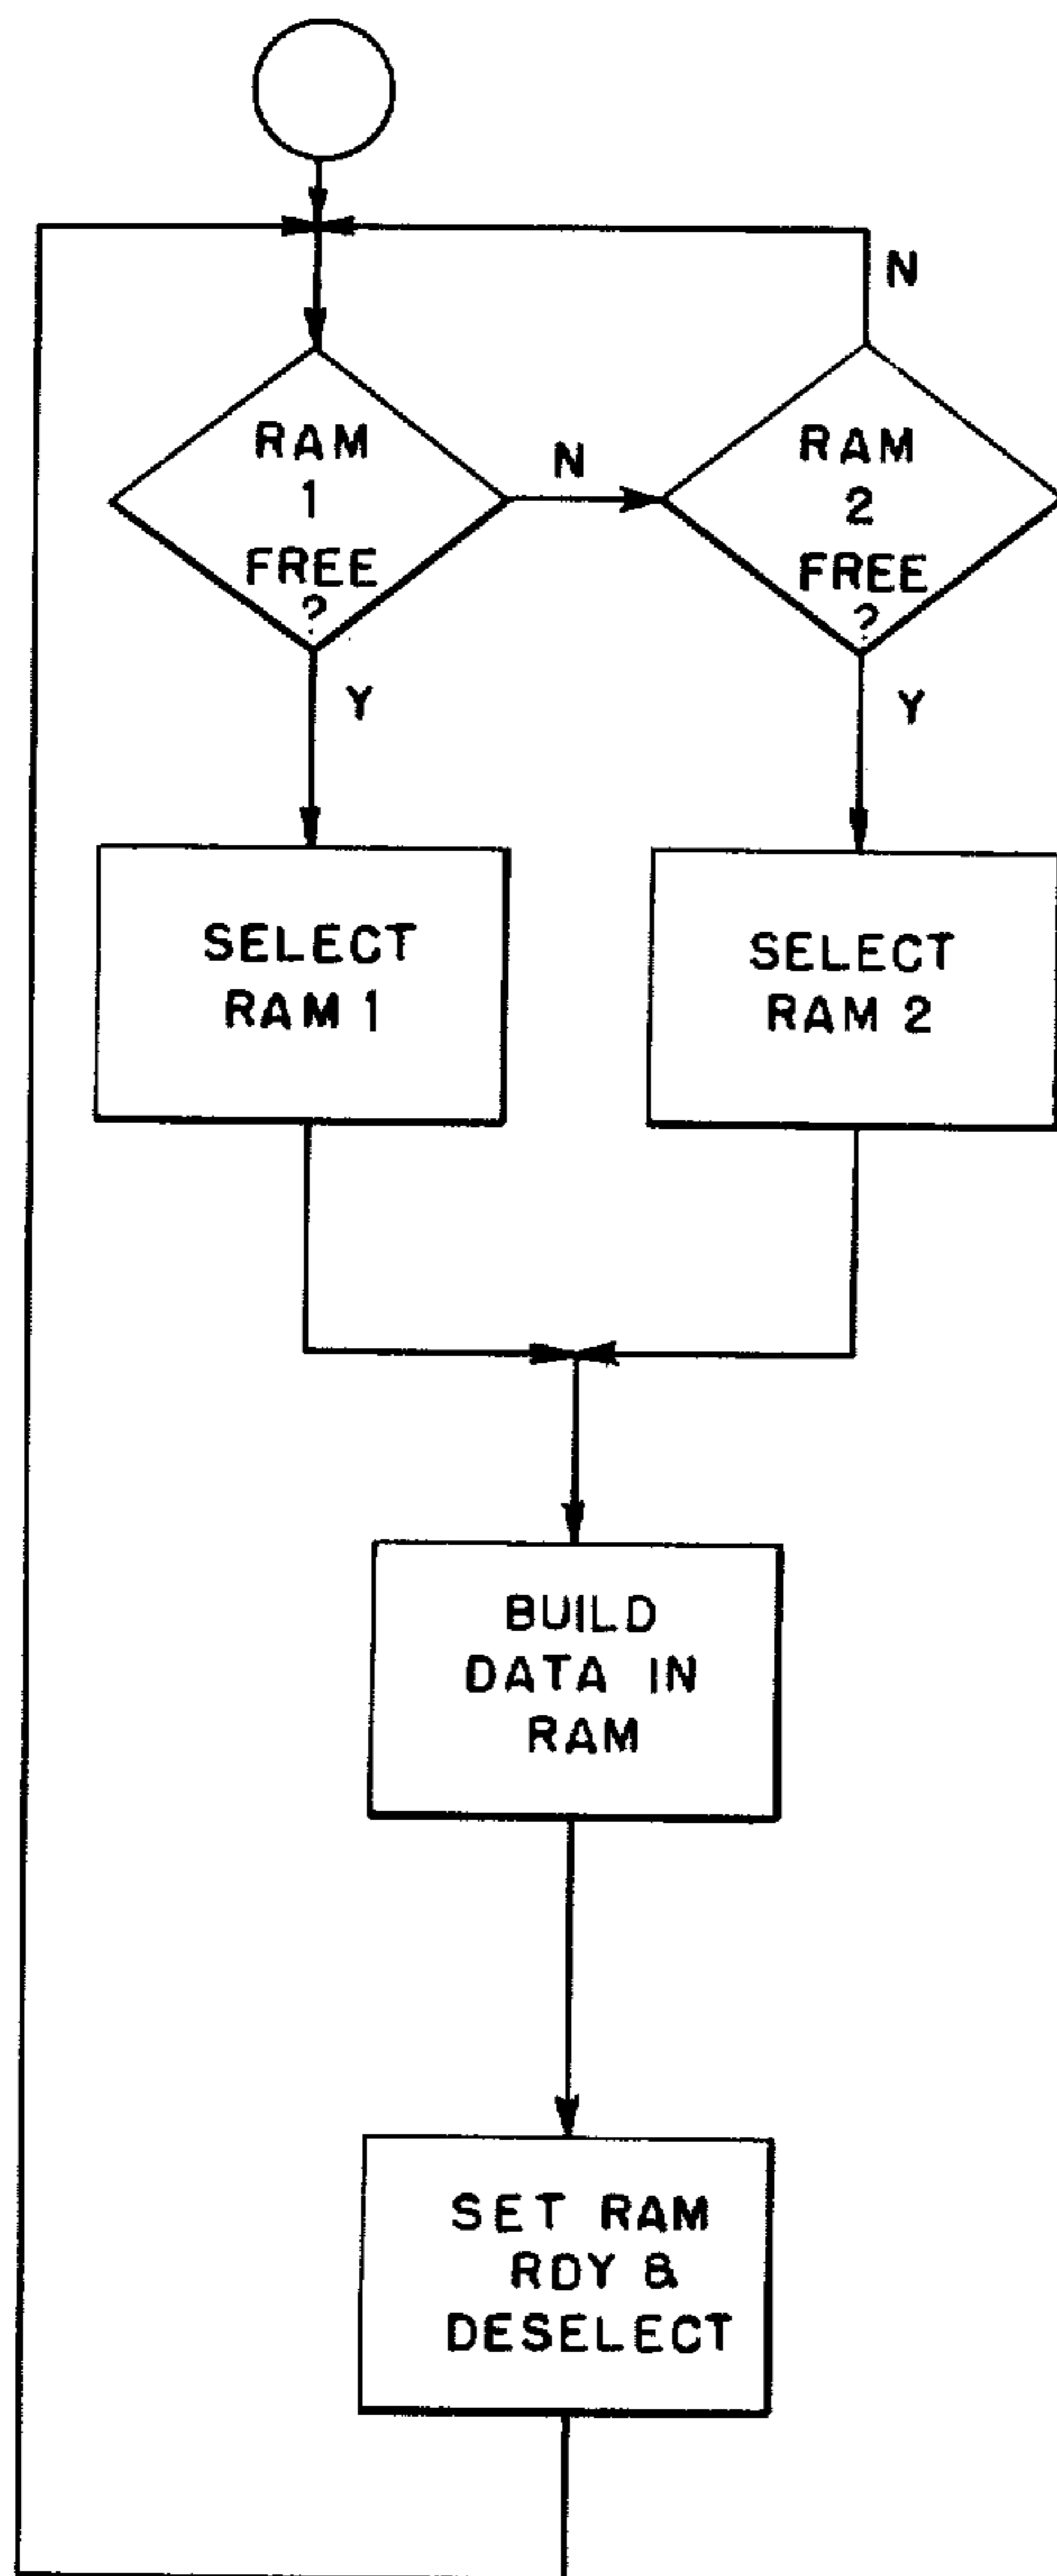 N
RAM
1
FREE
?
N
RAM
2
FREE
?
Y
Y
SELECT
RAM 1
SELECT
RAM 2
BUILD
DATA IN
RAM
SET RAM
RDY &
DESELECT